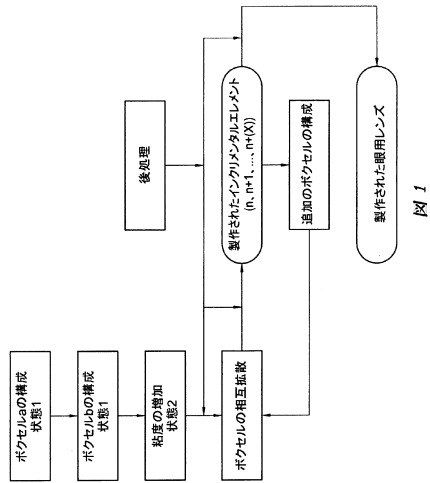 ボクセルaの構成
状態1
ボクセルbの構成
状態1
粘度の増加
状態2
ボクセルの相互拡散
後処理
製作されたインクリメンタルエレメント
(n、n+1、...、n+(X))
追加のボクセルの構成
製作された眼用レンズ
図 1